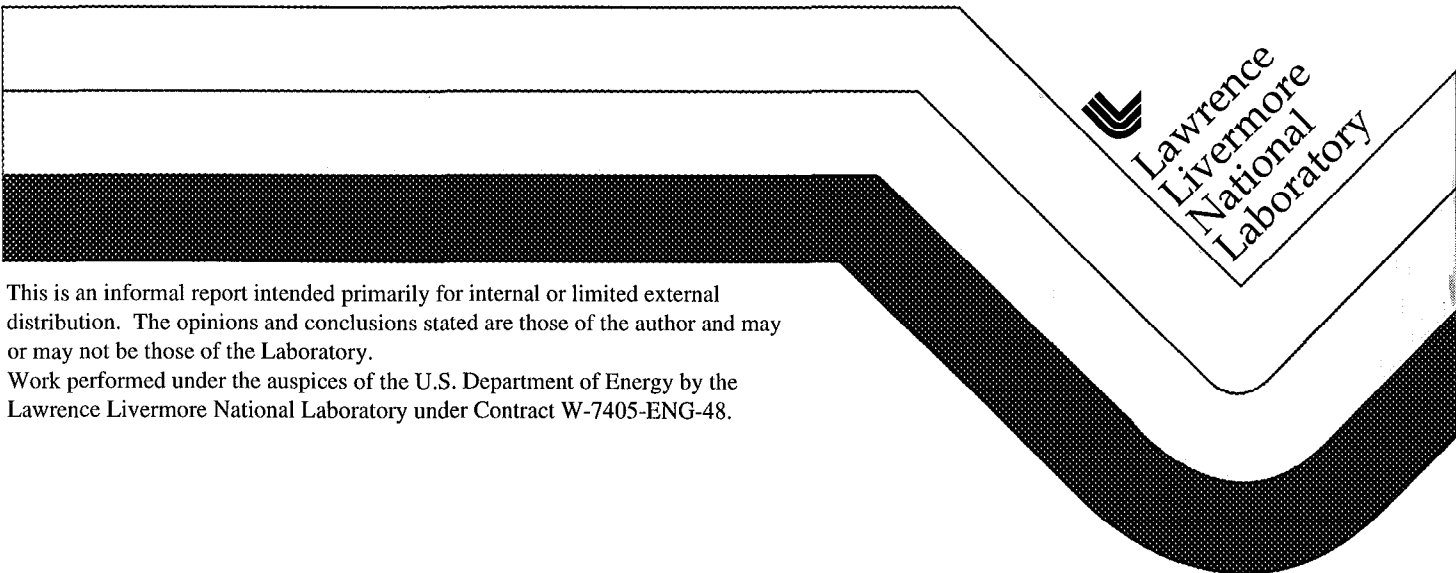 Lawrence
Livermore
National
Laboratory
This is an informal report intended primarily for internal or limited external
distribution. The opinions and conclusions stated are those of the author and may
or may not be those of the Laboratory.
Work performed under the auspices of the U.S. Department of Energy by the
Lawrence Livermore National Laboratory under Contract W-7405-ENG-48.